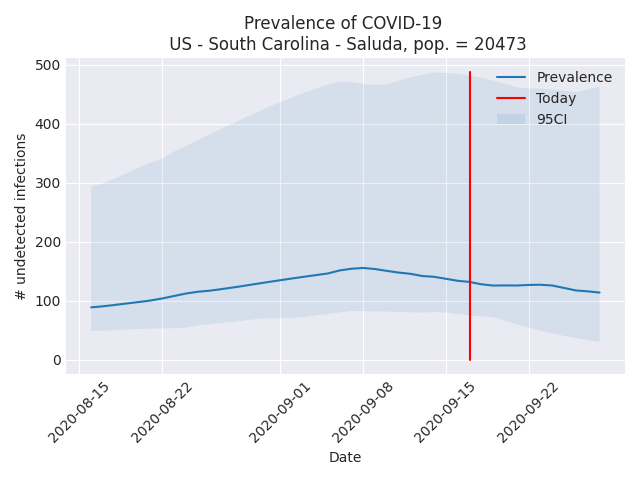 Prevalence of COVID-19
US - South Carolina - Saluda, pop. = 20473
# undetected infections
500
400
300
200
100
0
Prevalence
Today
95CI
2020-08-15
2020-08-22
2020-09-01
2020-09-08
2020-09-15
2020-09-22
Date